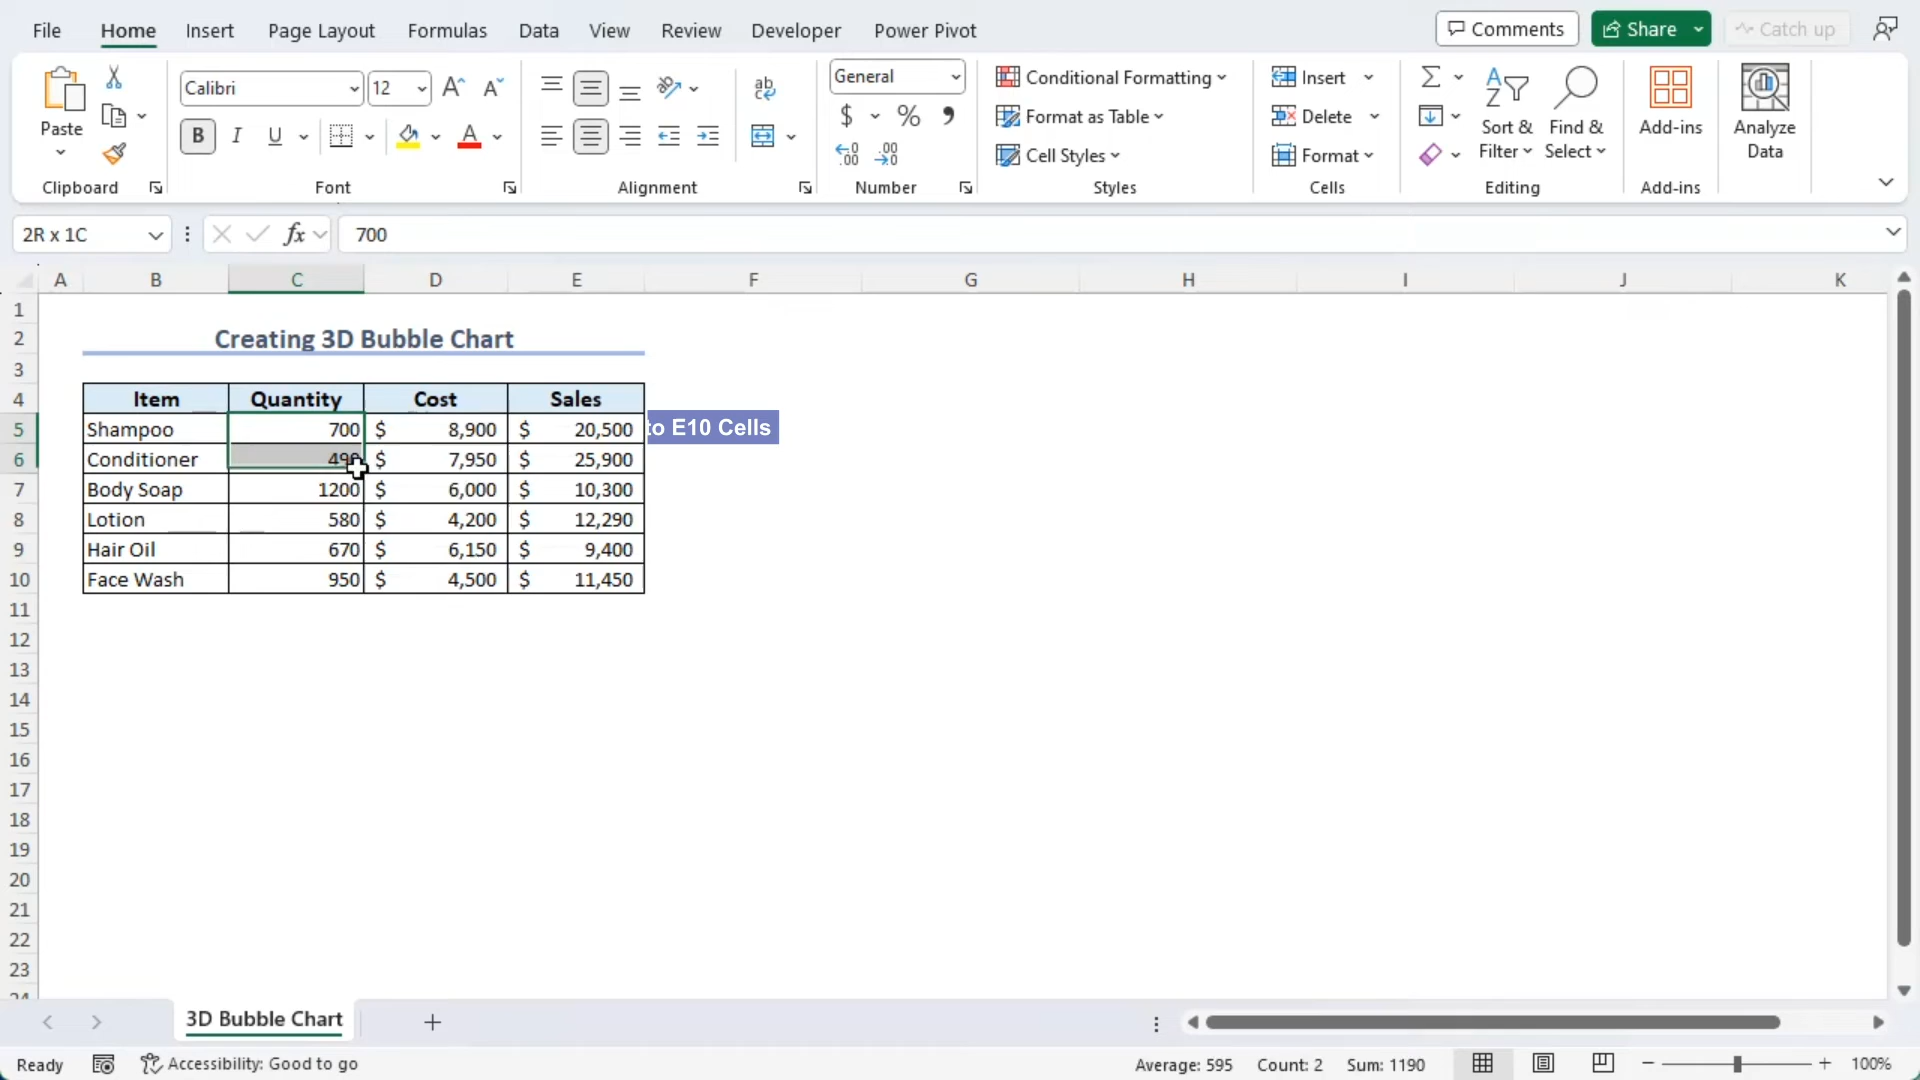 File Home Insert Page Layout Formulas Data View Review Developer Power Pivot Comments Share Catch up
Paste Calibri 12 General Conditional Formatting Insert
$ % , Format as Table Delete Sort & Filter Find & Select Add-ins Analyze Data
B I U A Cell Styles Format
Clipboard Font Alignment Number Styles Cells Editing Add-ins
2R x 1C fx 700
A B C D E F G H I J K
1
2 Creating 3D Bubble Chart
3
4 Item Quantity Cost Sales
5 Shampoo 700 $ 8,900 $ 20,500 to E10 Cells
6 Conditioner 490 $ 7,950 $ 25,900
7 Body Soap 1200 $ 6,000 $ 10,300
8 Lotion 580 $ 4,200 $ 12,290
9 Hair Oil 670 $ 6,150 $ 9,400
10 Face Wash 950 $ 4,500 $ 11,450
11
12
13
14
15
16
17
18
19
20
21
22
23
24
3D Bubble Chart
Ready Accessibility: Good to go Average: 595 Count: 2 Sum: 1190 100%